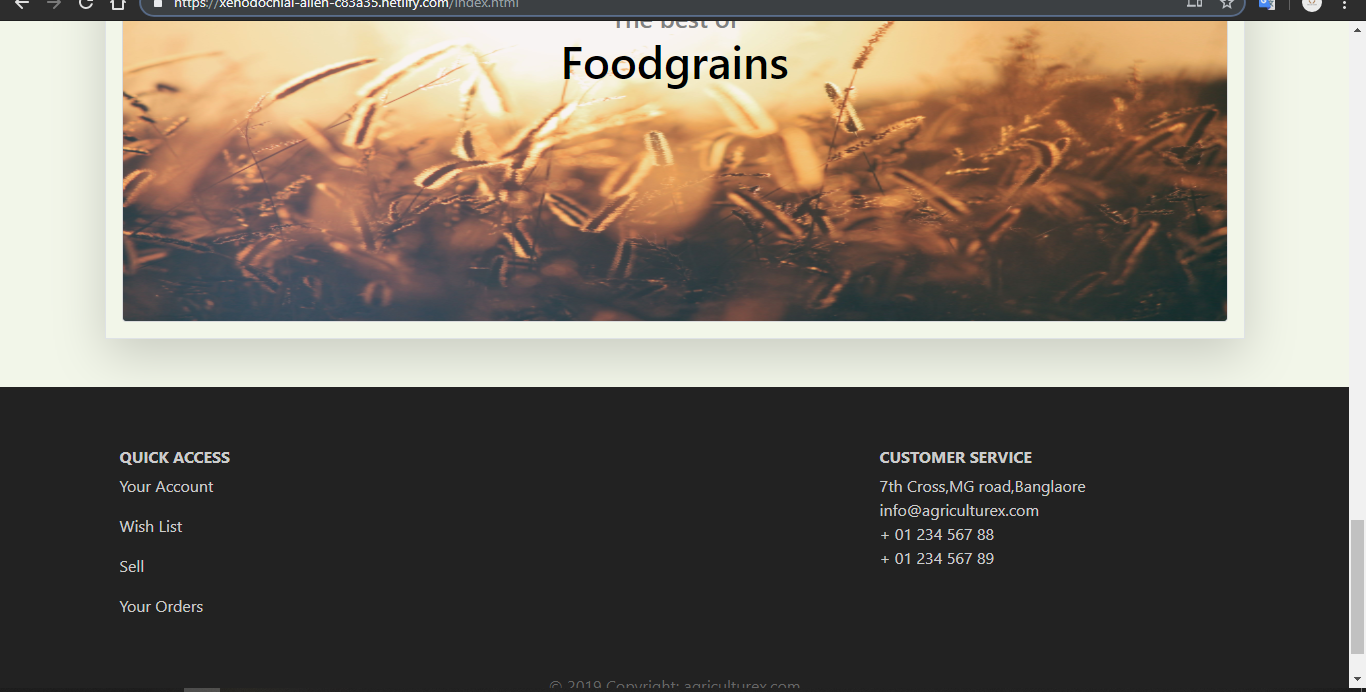 https://xenodochial-allen-c83a35.netlify.com/index.html
The best of
Foodgrains
QUICK ACCESS
Your Account
Wish List
Sell
Your Orders
CUSTOMER SERVICE
7th Cross,MG road,Banglaore
info@agriculturex.com
+ 01 234 567 88
+ 01 234 567 89
© 2019 Copyright: agriculturex.com